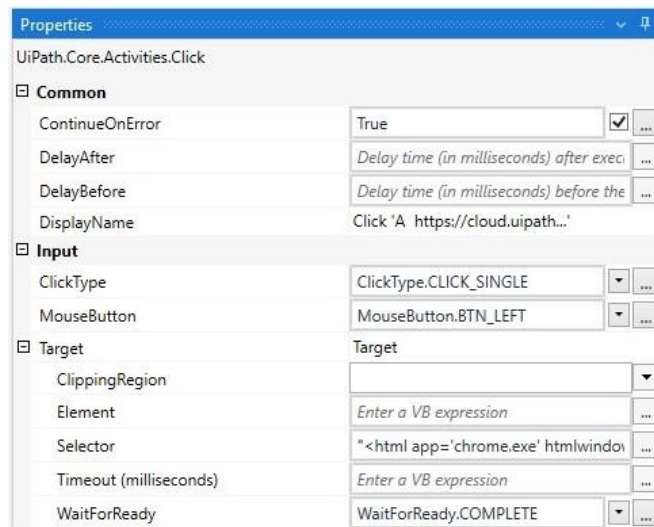 Properties
UiPath.Core.Activities.Click
Common
ContinueOnError True ...
DelayAfter Delay time (in milliseconds) after exec ...
DelayBefore Delay time (in milliseconds) before the ...
DisplayName Click 'A https://cloud.uipath...'
Input
ClickType ClickType.CLICK_SINGLE ...
MouseButton MouseButton.BTN_LEFT ...
Target Target
ClippingRegion
Element Enter a VB expression ...
Selector "<html app='chrome.exe' htmlwindov ...
Timeout (milliseconds) Enter a VB expression ...
WaitForReady WaitForReady.COMPLETE ...